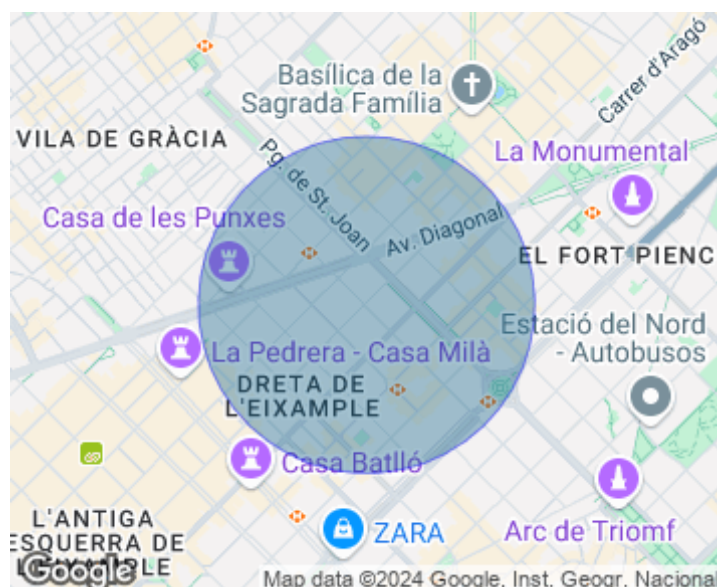 Basílica de la
Sagrada Família
Carrer d'Aragó
VILA DE GRÀCIA
Pg. de St. Joan
La Monumental
Casa de les Punxes
Av. Diagonal
EL FORT PIENC
Estació del Nord
- Autobusos
La Pedrera - Casa Milà
DRETA DE
L'EIXAMPLE
Casa Batlló
L'ANTIGA
ESQUERRA DE
L'EIXAMPLE
ZARA
Arc de Triomf
Google
Map data ©2024 Google, Inst. Geogr. Nacional